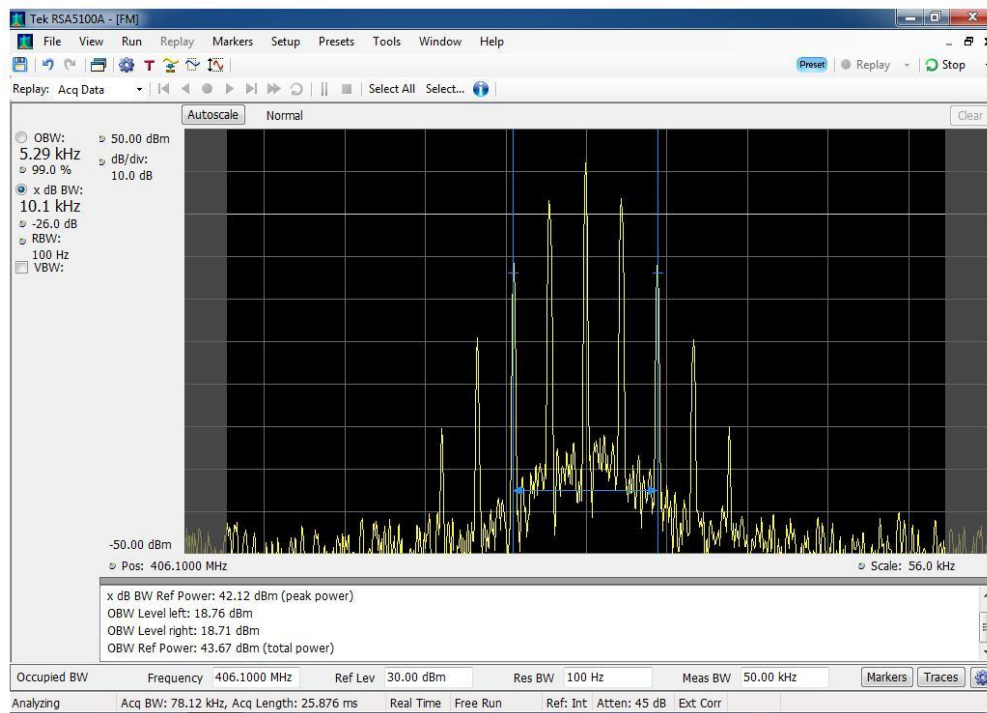 Tek RSA5100A - [FM]
File View Run Replay Markers Setup Presets Tools Window Help
Preset Replay Stop
Replay: Acq Data Select All Select...
Autoscale Normal Clear
OBW:
5.29 kHz
99.0 %
x dB BW:
10.1 kHz
-26.0 dB
RBW:
100 Hz
VBW:
50.00 dBm
dB/div:
10.0 dB
-50.00 dBm
Pos: 406.1000 MHz Scale: 56.0 kHz
x dB BW Ref Power: 42.12 dBm (peak power)
OBW Level left: 18.76 dBm
OBW Level right: 18.71 dBm
OBW Ref Power: 43.67 dBm (total power)
Occupied BW Frequency 406.1000 MHz Ref Lev 30.00 dBm Res BW 100 Hz Meas BW 50.00 kHz Markers Traces
Analyzing Acq BW: 78.12 kHz, Acq Length: 25.876 ms Real Time Free Run Ref: Int Atten: 45 dB Ext Corr